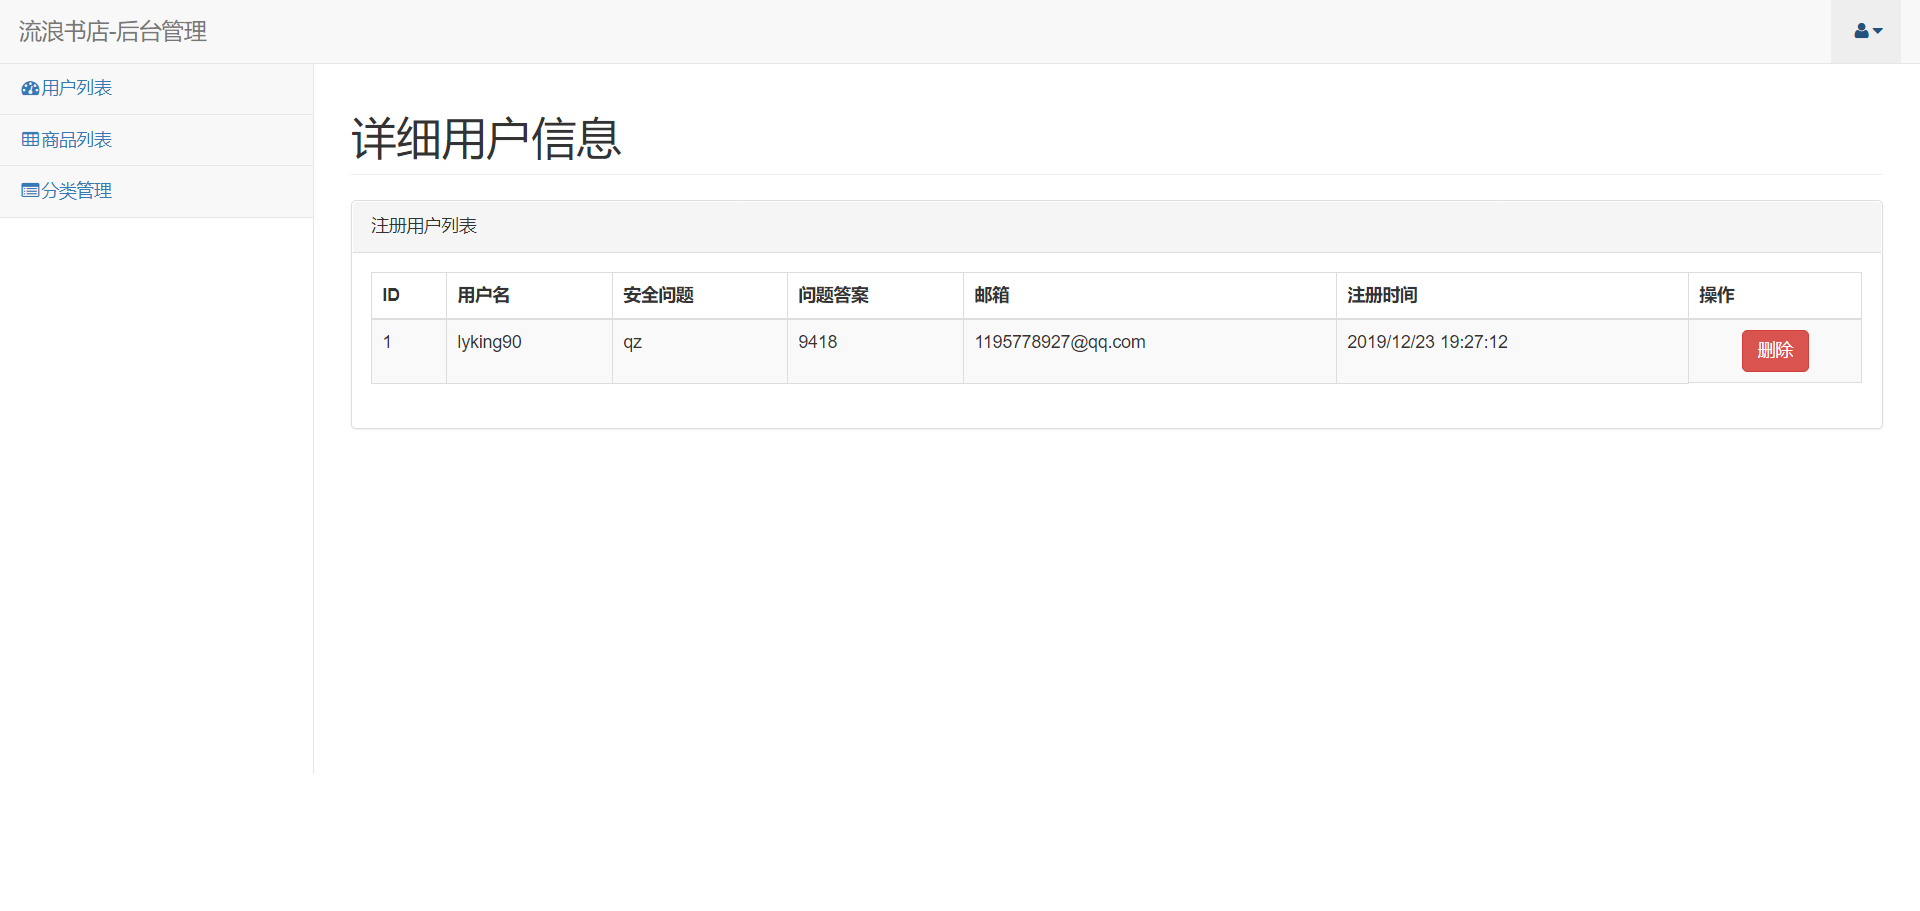 流浪书店-后台管理
用户列表
商品列表
分类管理
详细用户信息
注册用户列表
ID 用户名 安全问题 问题答案 邮箱 注册时间 操作
1 lyking90 qz 9418 1195778927@qq.com 2019/12/23 19:27:12 删除